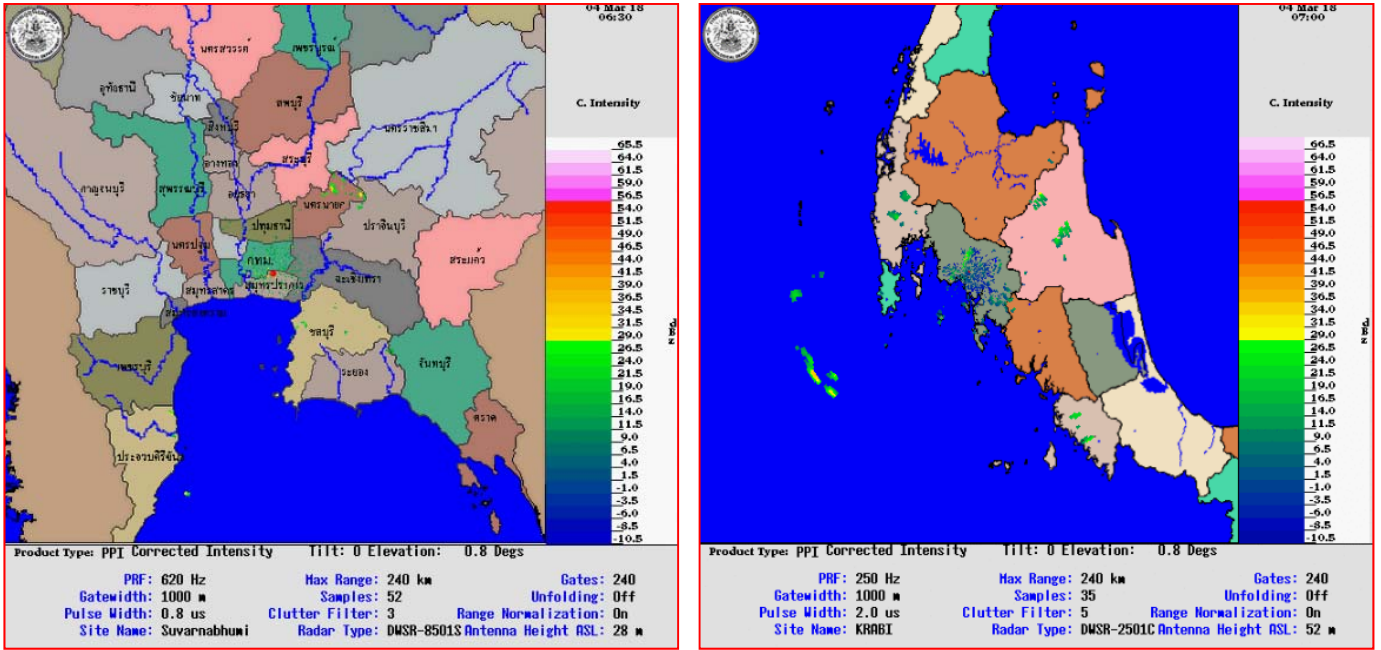 04 Mar 18
06:30
C. Intensity
65.5
64.0
61.5
59.0
56.5
54.0
51.5
49.0
46.5
44.0
41.5
39.0
36.5
34.0
31.5
29.0
26.5
24.0
21.5
19.0
16.5
14.0
11.5
9.0
6.5
4.0
1.5
-1.0
-3.5
-6.0
-8.5
-10.5
นครสวรรค์
เพชรบูรณ์
อุทัยธานี
ชัยนาท
ลพบุรี
สิงห์บุรี
นครราชสีมา
อ่างทอง
สระบุรี
กาญจนบุรี
สุพรรณบุรี
อยุธยา
นครนายก
ปทุมธานี
ปราจีนบุรี
นครปฐม
กทม.
สระแก้ว
ราชบุรี
สมุทรสาคร
สมุทรปราการ
ฉะเชิงเทรา
ชลบุรี
เพชรบุรี
ระยอง
จันทบุรี
ตราด
ประจวบคีรีขันธ์
Product Type: PPI Corrected Intensity Tilt: 0 Elevation: 0.8 Degs
PRF: 620 Hz Max Range: 240 km Gates: 240
Gatewidth: 1000 m Samples: 52 Unfolding: Off
Pulse Width: 0.8 us Clutter Filter: 3 Range Normalization: On
Site Name: Suvarnabhumi Radar Type: DWSR-8501S Antenna Height ASL: 28 m
04 Mar 18
07:00
C. Intensity
66.5
64.0
61.5
59.0
56.5
54.0
51.5
49.0
46.5
44.0
41.5
39.0
36.5
34.0
31.5
29.0
26.5
24.0
21.5
19.0
16.5
14.0
11.5
9.0
6.5
4.0
1.5
-1.0
-3.5
-6.0
-8.5
-10.5
Product Type: PPI Corrected Intensity Tilt: 0 Elevation: 0.8 Degs
PRF: 250 Hz Max Range: 240 km Gates: 240
Gatewidth: 1000 m Samples: 35 Unfolding: Off
Pulse Width: 2.0 us Clutter Filter: 5 Range Normalization: On
Site Name: KRABI Radar Type: DWSR-2501C Antenna Height ASL: 52 m